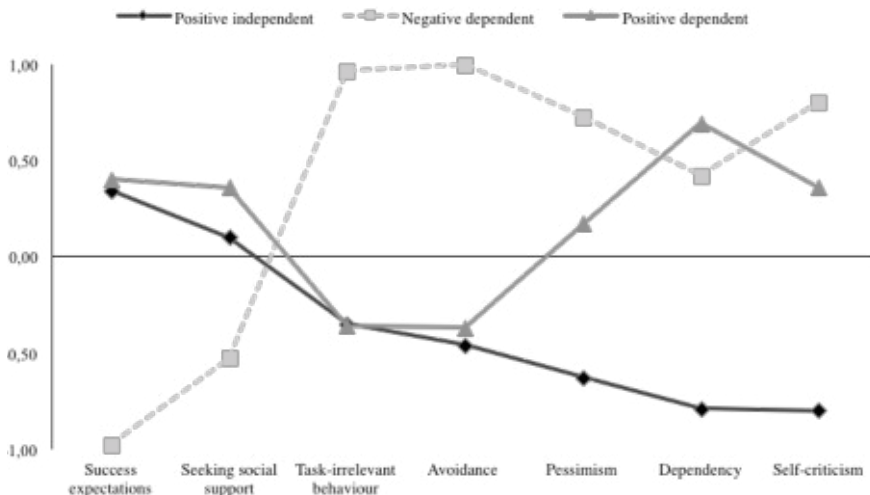 Positive independent
Negative dependent
Positive dependent
1,00
0,50
0,00
0,50
1,00
Success expectations
Seeking social support
Task-irrelevant behaviour
Avoidance
Pessimism
Dependency
Self-criticism